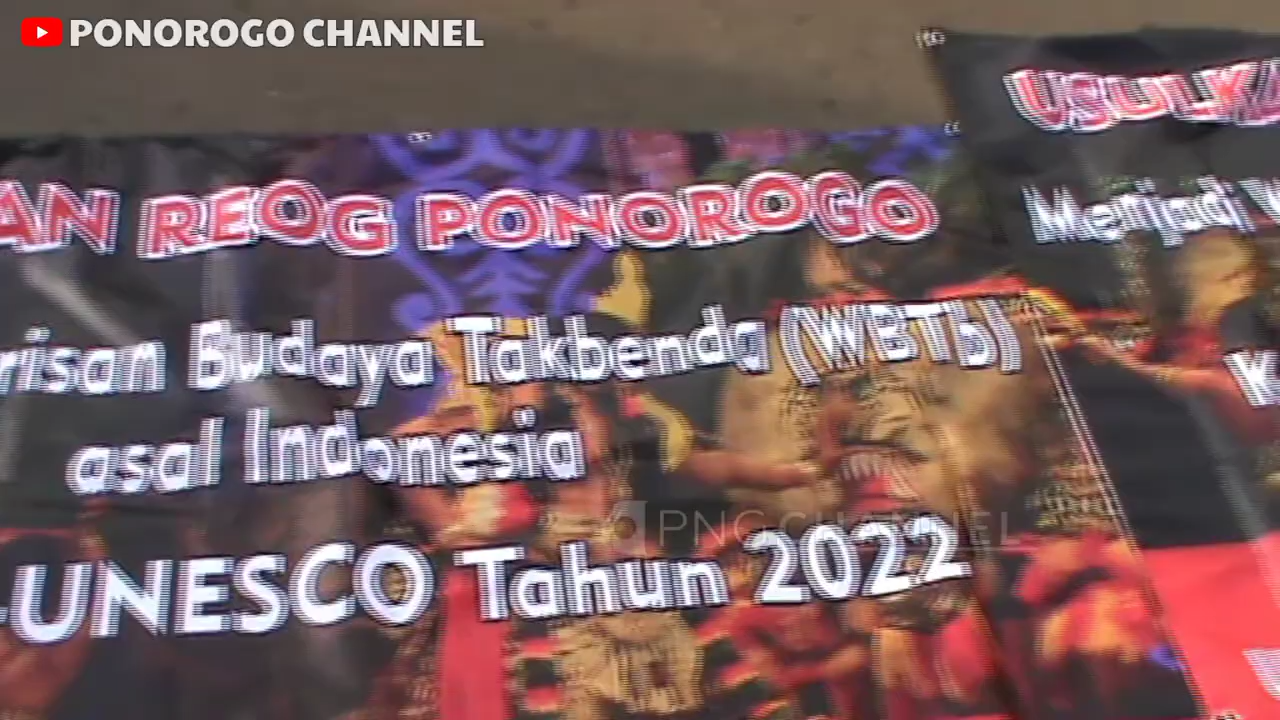 PONOROGO CHANNEL
AN REOG PONOROGO
risan Budaya Takbenda (WBTb)
asal Indonesia
-UNESCO Tahun 2022
USULKA
Menjadi
PNG CHANNEL